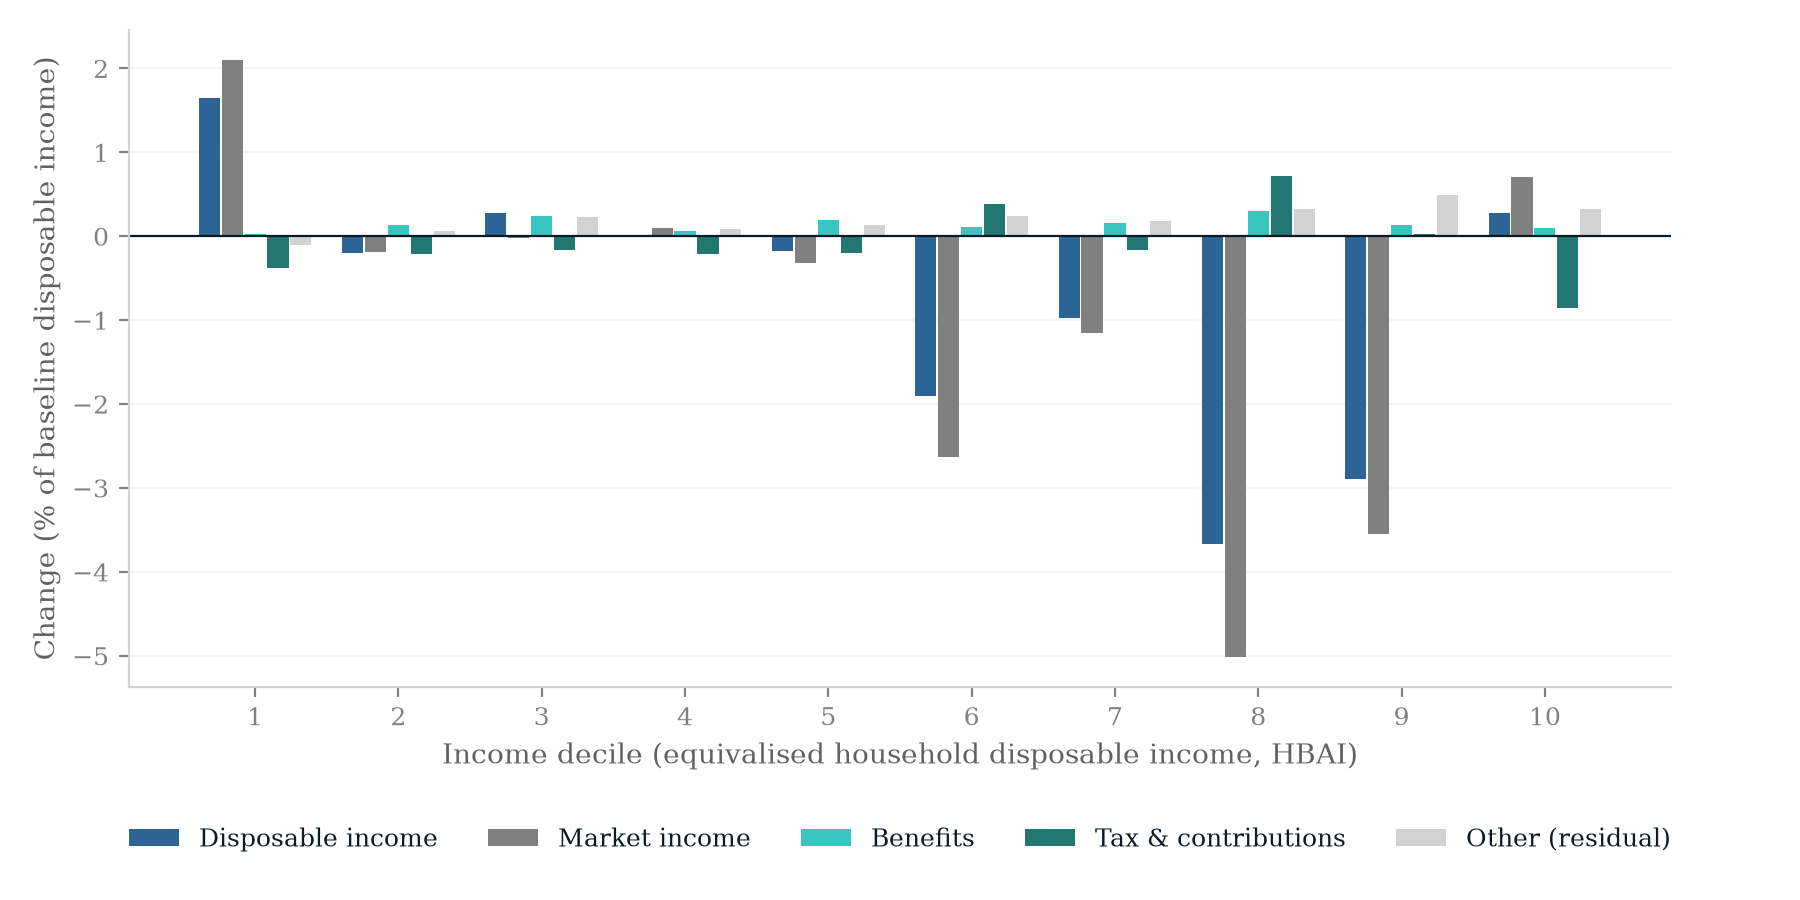 Change (% of baseline disposable income)
2
1
0
−1
−2
−3
−4
−5
1 2 3 4 5 6 7 8 9 10
Income decile (equivalised household disposable income, HBAI)
Disposable income Market income Benefits Tax & contributions Other (residual)